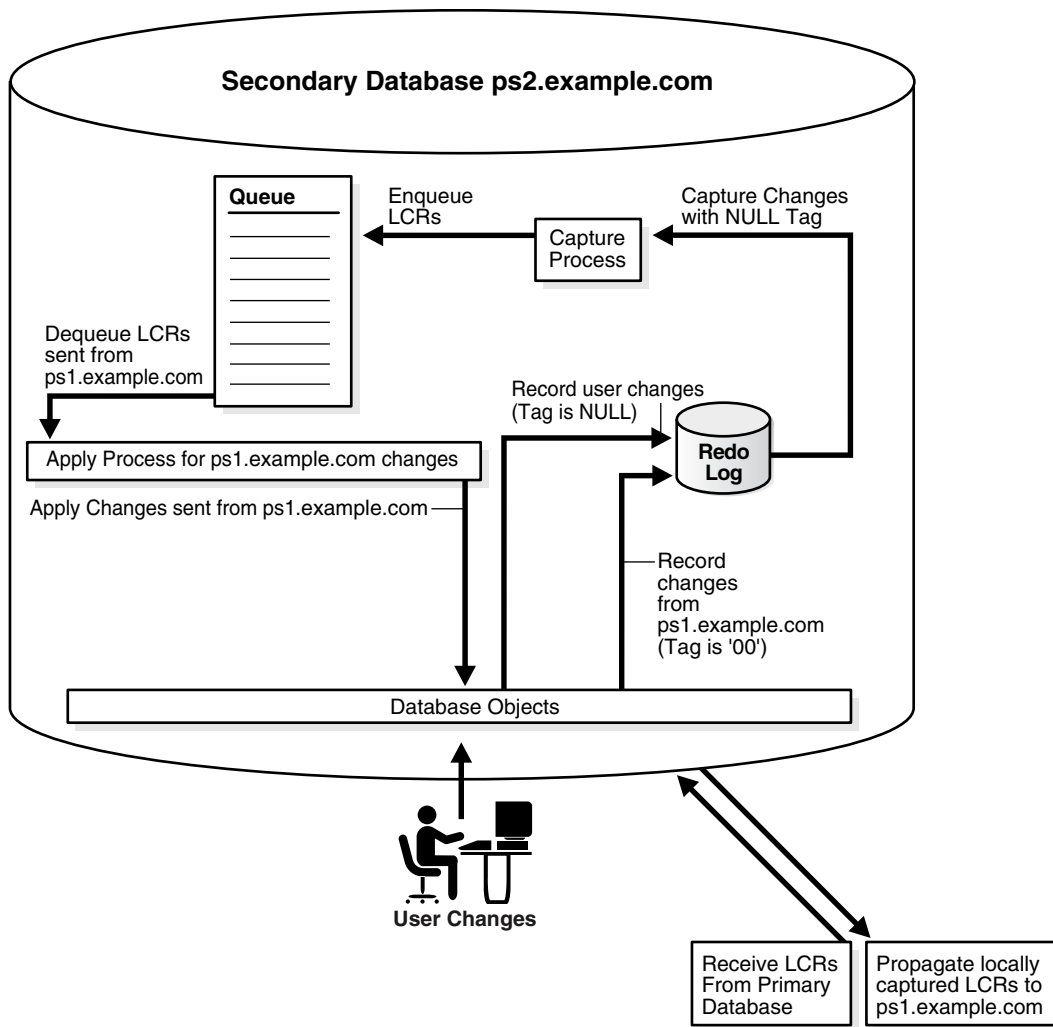 Secondary Database ps2.example.com
Queue
Enqueue
LCRs
Capture
Process
Capture Changes
with NULL Tag
Dequeue LCRs
sent from
ps1.example.com
Record user changes
(Tag is NULL)
Redo
Log
Apply Process for ps1.example.com changes
Apply Changes sent from ps1.example.com
Record
changes
from
ps1.example.com
(Tag is '00')
Database Objects
User Changes
Receive LCRs
From Primary
Database
Propagate locally
captured LCRs to
ps1.example.com